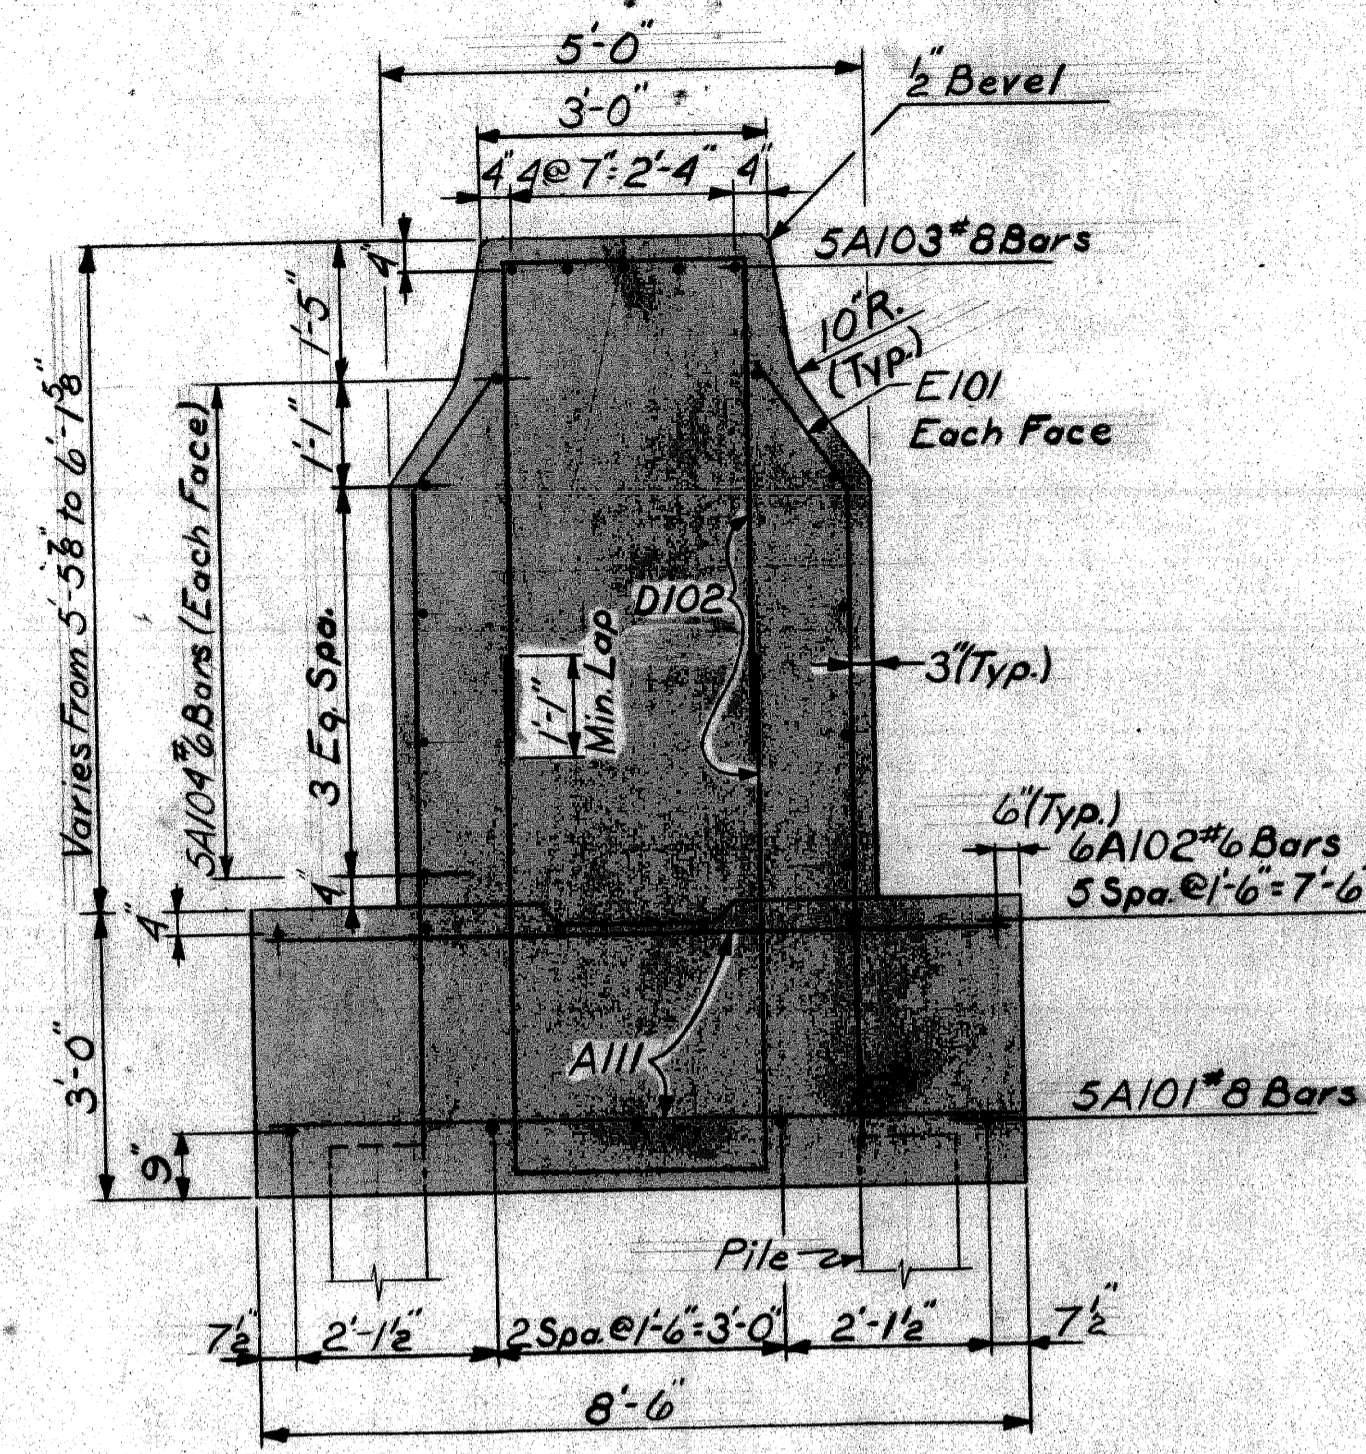 5'-0"
1/2" Bevel
3'-0"
4" 4@7"=2'-4" 4"
5A103 #8 Bars
4"
1'-5"
10"R.
(Typ.)
E101
Each Face
1'-1"
Varies From 5'-5 7/8" to 6'-1 5/8"
5A104 #6 Bars (Each Face)
3 Eq. Spa.
D102
1'-1"
Min. Lap
3"(Typ.)
6"(Typ.)
6A102 #6 Bars
5 Spa. @ 1'-6" = 7'-6"
4"
4"
3'-0"
A111
5A101 #8 Bars
9"
Pile
7 1/2" 2'-1 1/2" 2 Spa. @ 1'-6" = 3'-0" 2'-1 1/2" 7 1/2"
8'-6"